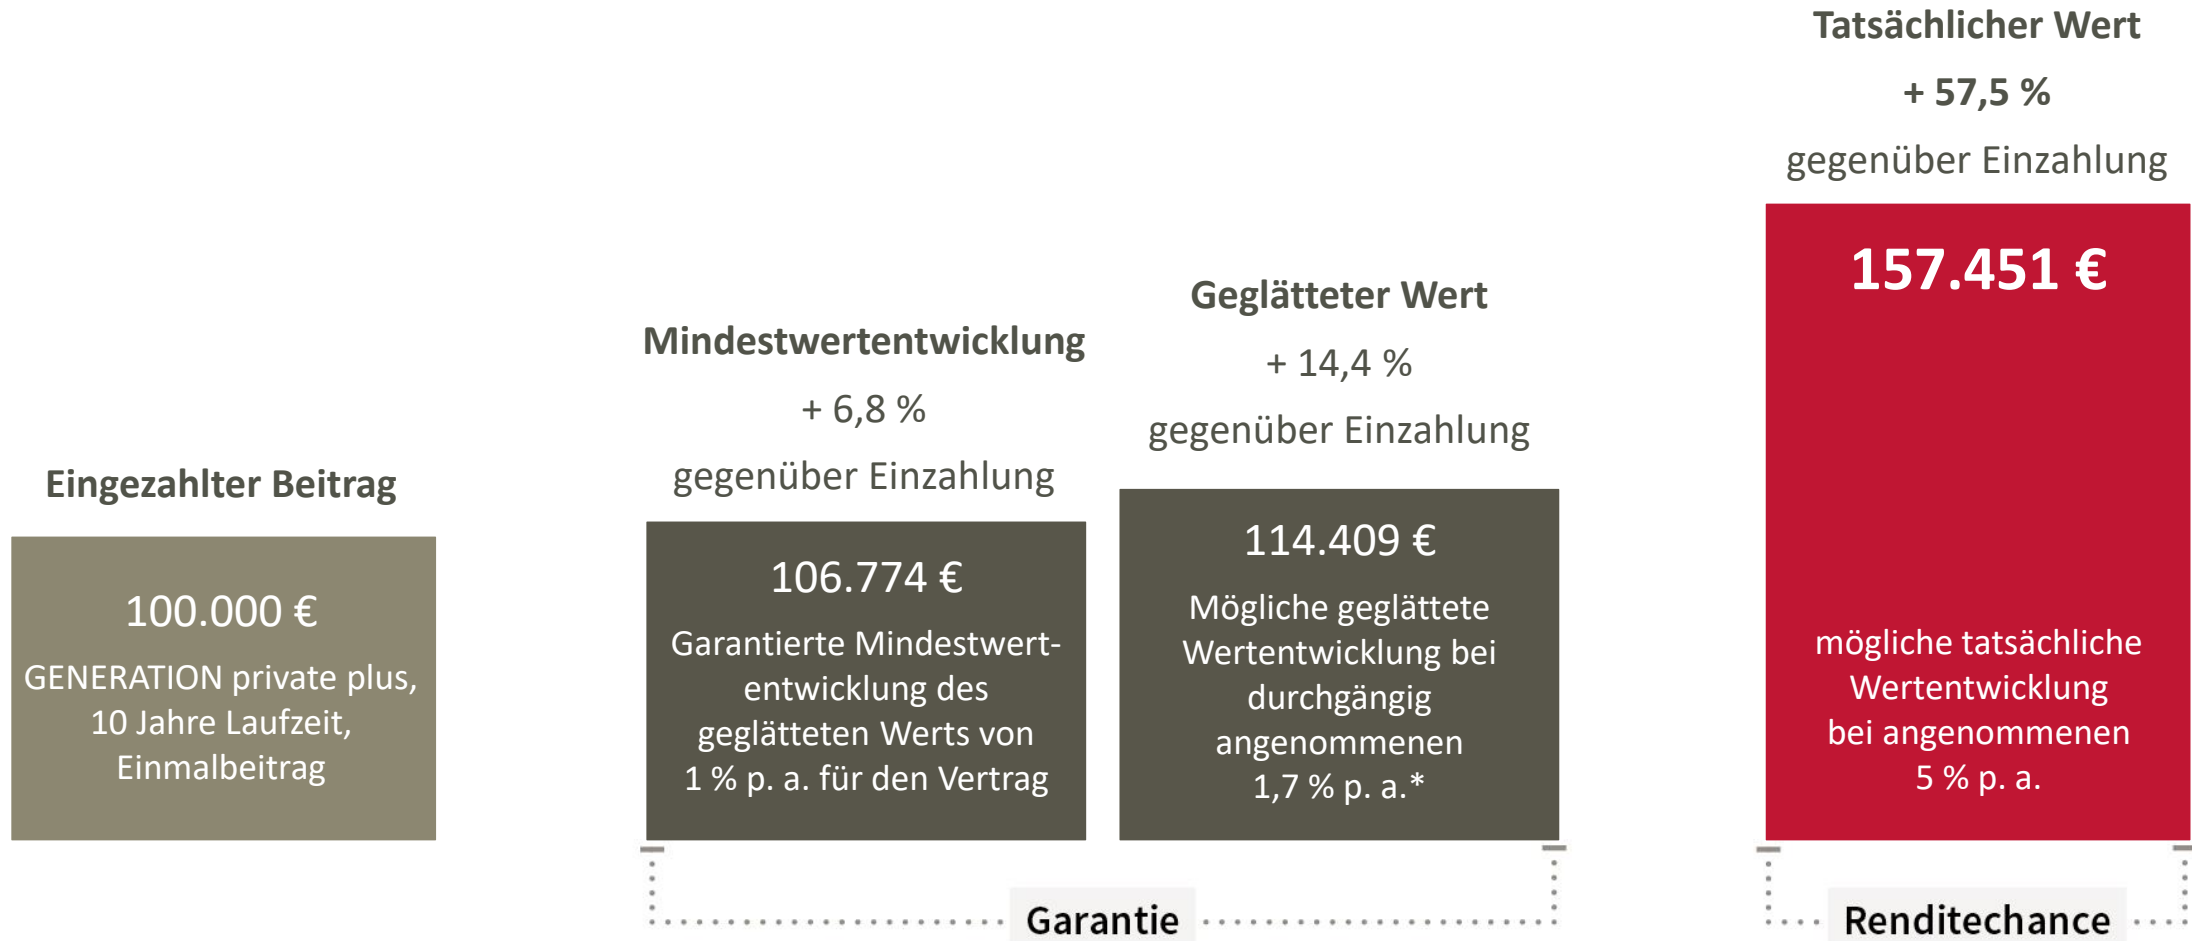 Eingezahlter Beitrag
100.000 €
GENERATION private plus,
10 Jahre Laufzeit,
Einmalbeitrag
Mindestwertentwicklung
+ 6,8 %
gegenüber Einzahlung
106.774 €
Garantierte Mindestwert-
entwicklung des
geglätteten Werts von
1 % p. a. für den Vertrag
Geglätteter Wert
+ 14,4 %
gegenüber Einzahlung
114.409 €
Mögliche geglättete
Wertentwicklung bei
durchgängig
angenommenen
1,7 % p. a.*
Garantie
Tatsächlicher Wert
+ 57,5 %
gegenüber Einzahlung
157.451 €
mögliche tatsächliche
Wertentwicklung
bei angenommenen
5 % p. a.
Renditechance